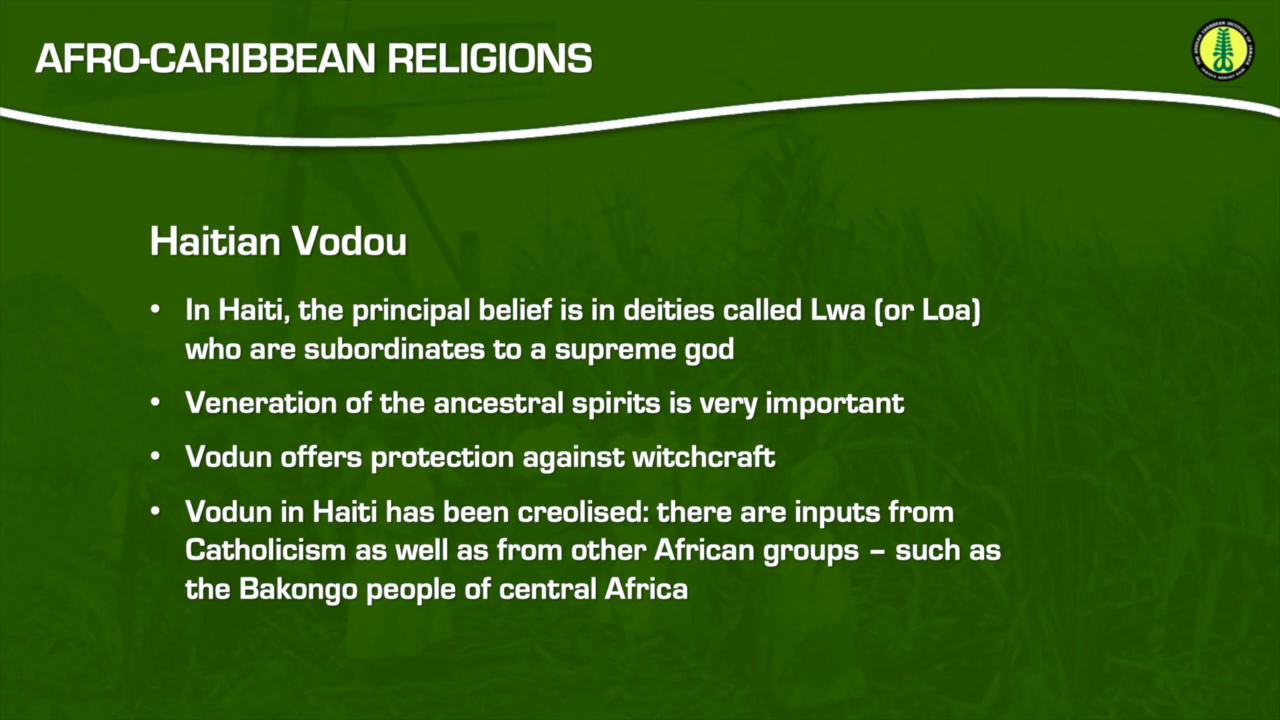 AFRO-CARIBBEAN RELIGIONS
Haitian Vodou
• In Haiti, the principal belief is in deities called Lwa (or Loa)
who are subordinates to a supreme god
• Veneration of the ancestral spirits is very important
• Vodun offers protection against witchcraft
• Vodun in Haiti has been creolised: there are inputs from
Catholicism as well as from other African groups – such as
the Bakongo people of central Africa